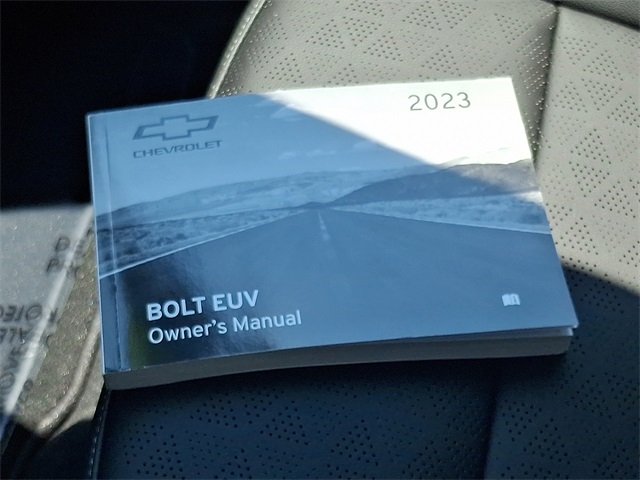 2023
CHEVROLET
BOLT EUV
Owner's Manual